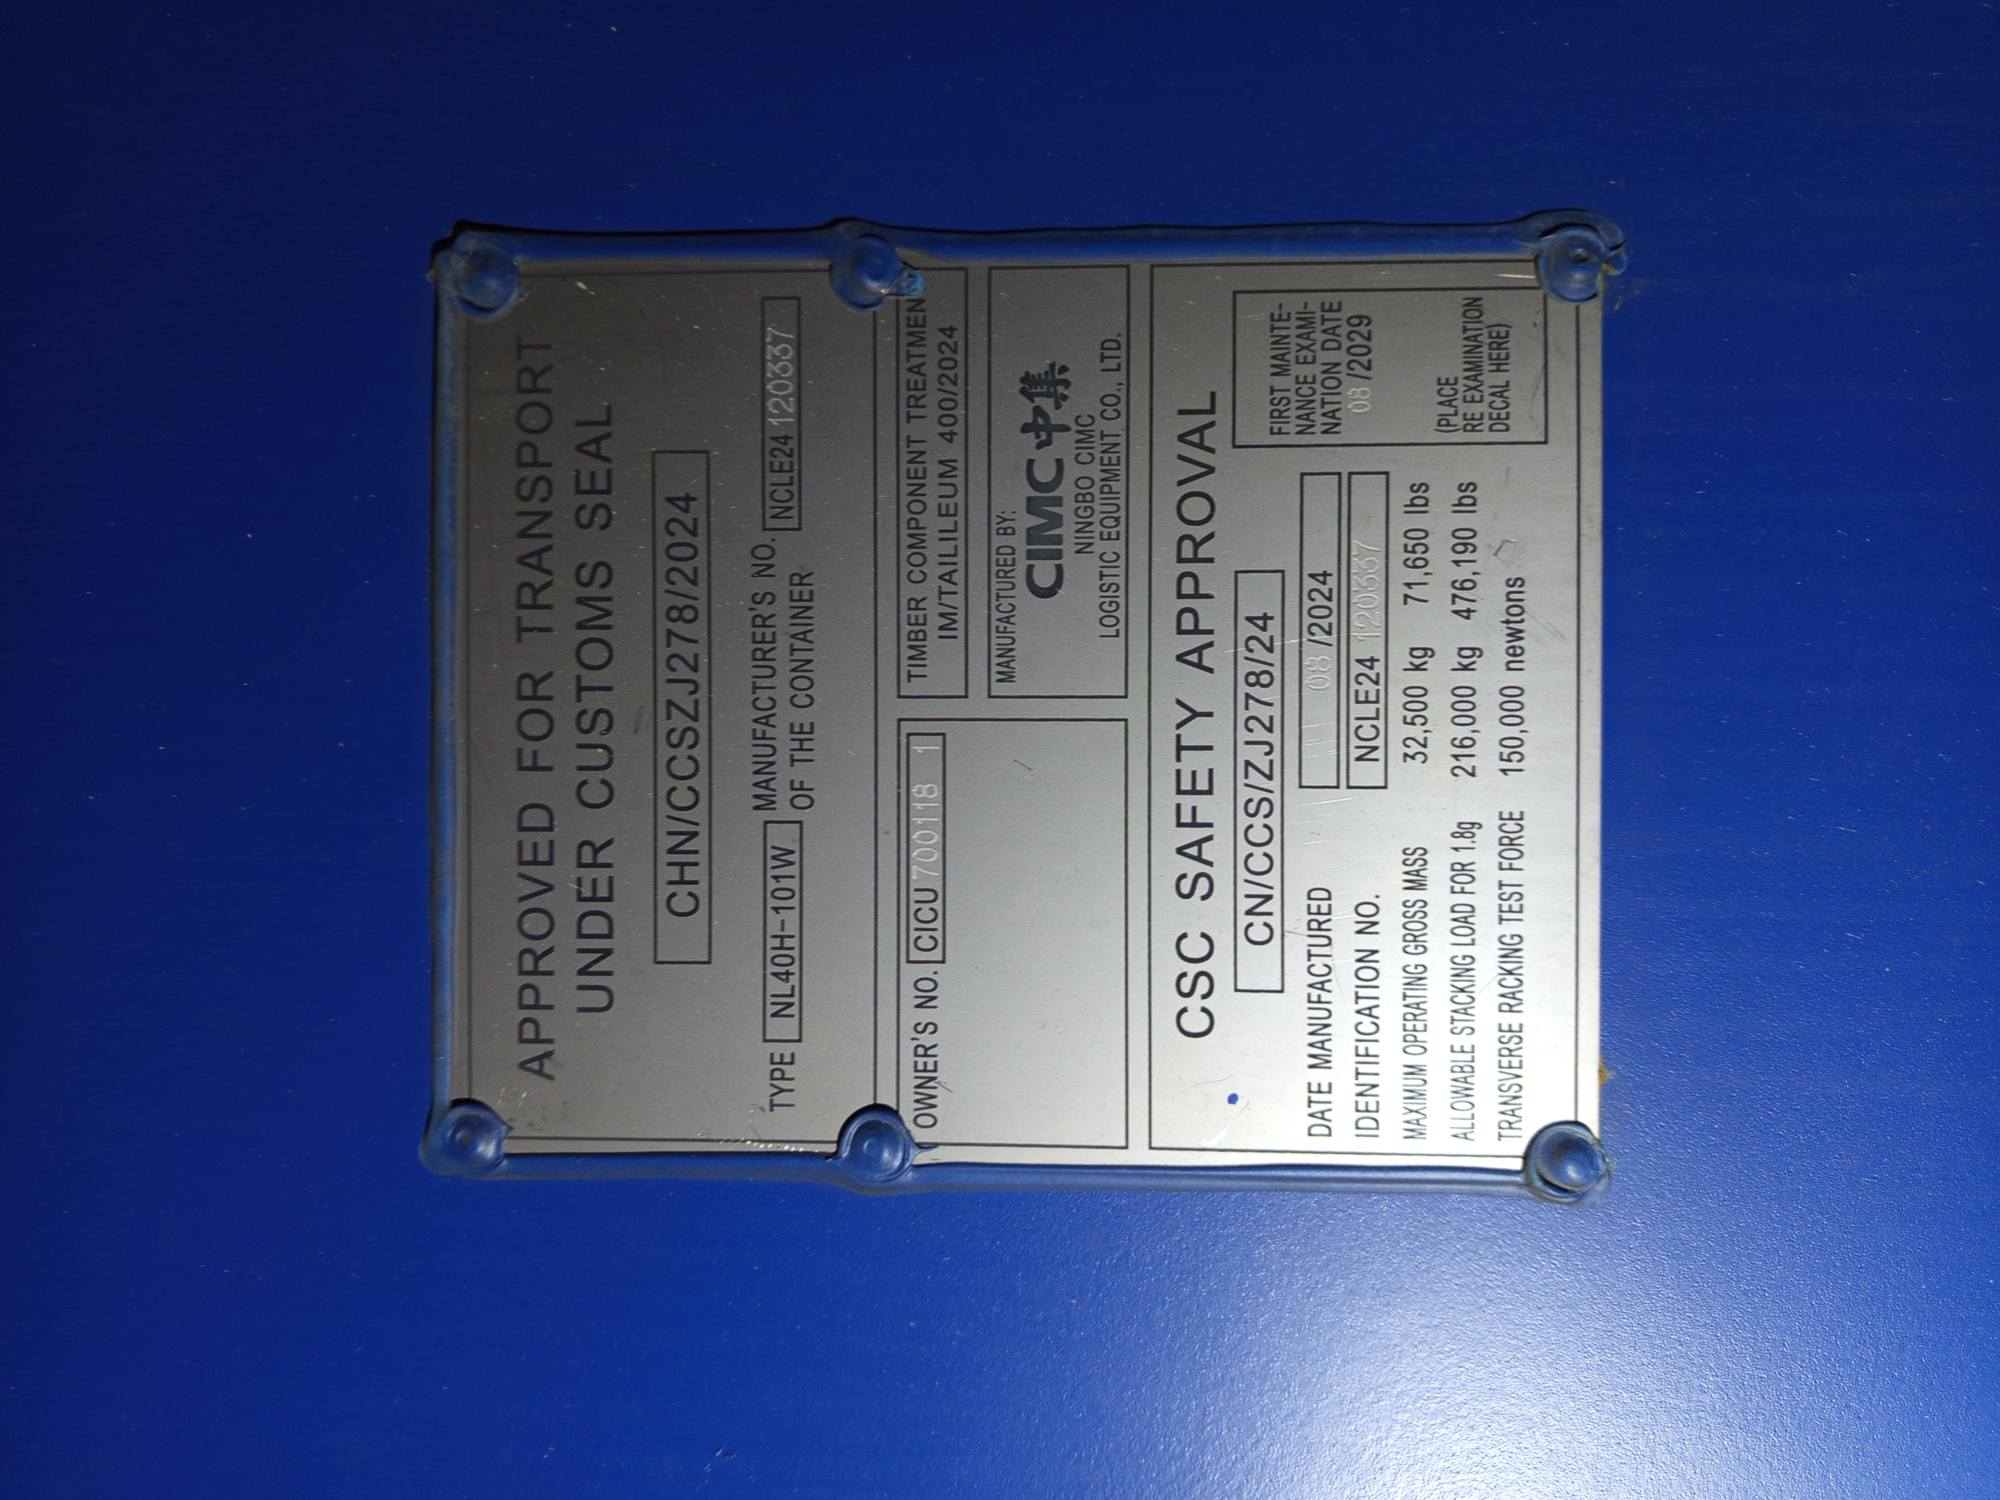 APPROVED FOR TRANSPORT
UNDER CUSTOMS SEAL
CHN/CCSZJ278/2024
TYPE NL40H-101W MANUFACTURER'S NO. NCLE24 120337
OF THE CONTAINER
OWNER'S NO. CICU 700118 1
TIMBER COMPONENT TREATMEN
IM/TAILILEUM 400/2024
MANUFACTURED BY:
CIMC 中集
NINGBO CIMC
LOGISTIC EQUIPMENT CO., LTD.
CSC SAFETY APPROVAL
CN/CCS/ZJ278/24
DATE MANUFACTURED 08 /2024
IDENTIFICATION NO. NCLE24 120337
MAXIMUM OPERATING GROSS MASS 32,500 kg 71,650 lbs
ALLOWABLE STACKING LOAD FOR 1.8g 216,000 kg 476,190 lbs
TRANSVERSE RACKING TEST FORCE 150,000 newtons
FIRST MAINTE-
NANCE EXAMI-
NATION DATE
08 /2029
(PLACE
RE EXAMINATION
DECAL HERE)